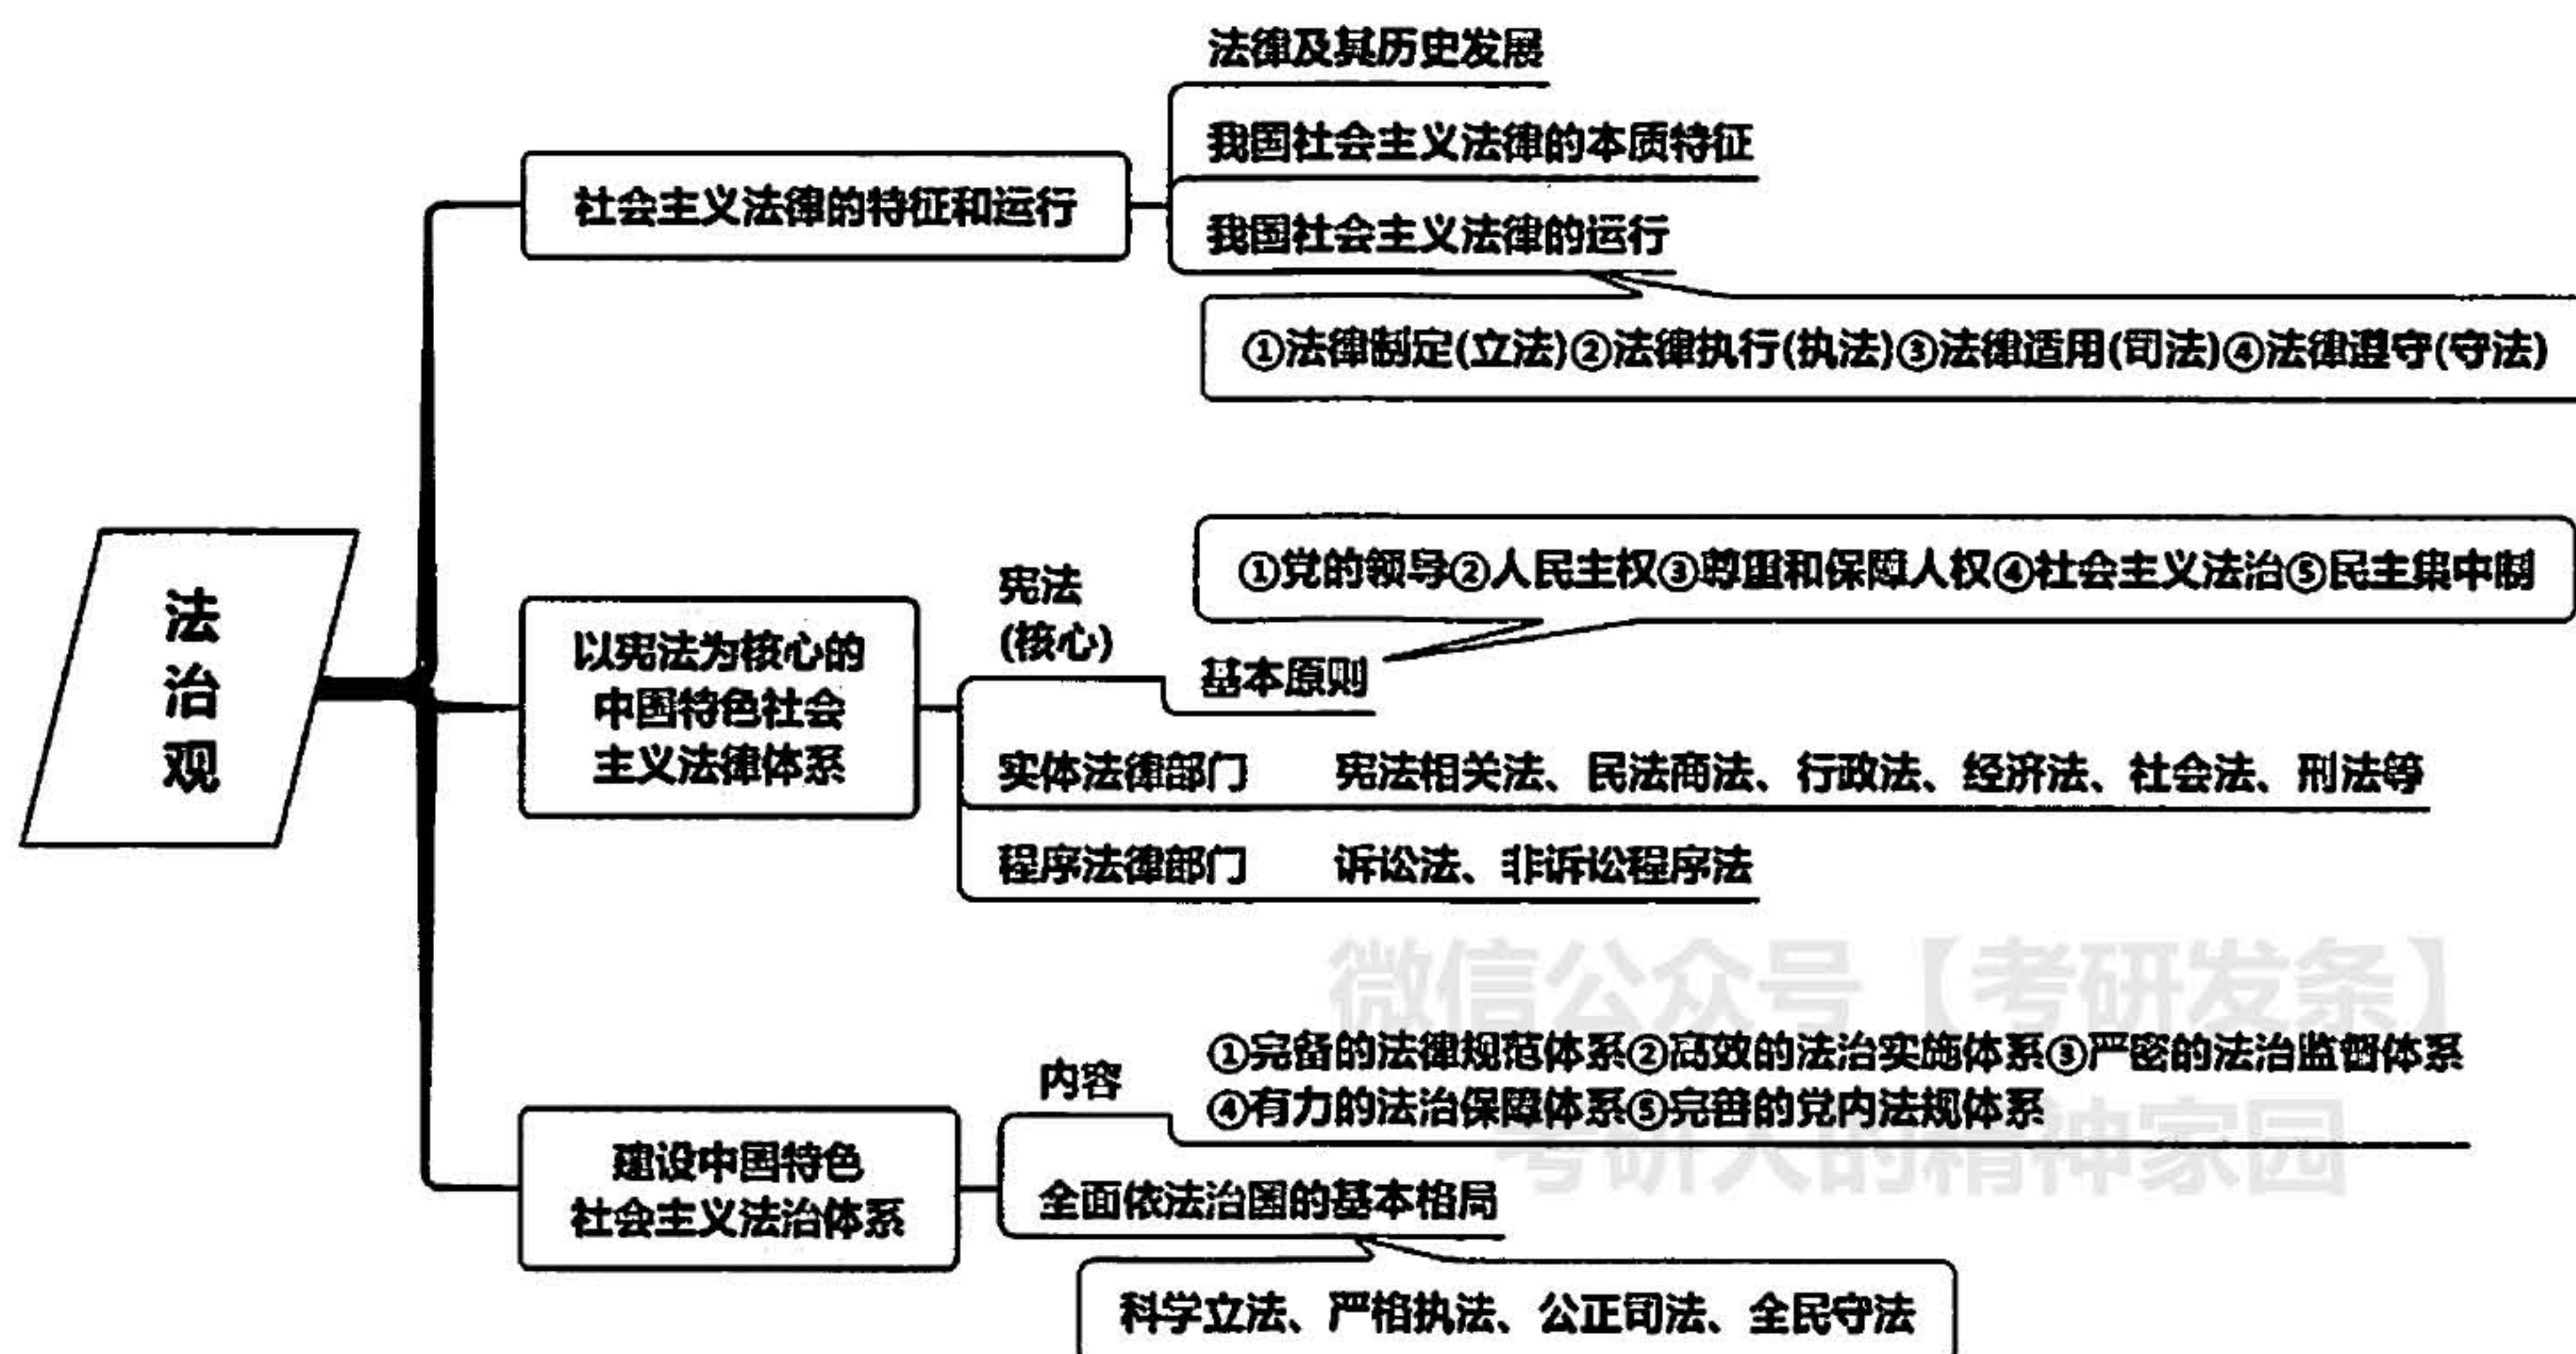 法律及其历史发展
我国社会主义法律的本质特征
社会主义法律的特征和运行
我国社会主义法律的运行
①法律制定(立法)②法律执行(执法)③法律适用(司法)④法律遵守(守法)
法
治
观
①党的领导②人民主权③尊重和保障人权④社会主义法治⑤民主集中制
宪法
(核心)
基本原则
以宪法为核心的
中国特色社会
主义法律体系
实体法律部门 宪法相关法、民法商法、行政法、经济法、社会法、刑法等
程序法律部门 诉讼法、非诉讼程序法
微信公众号【考研发条】
内容
①完备的法律规范体系②高效的法治实施体系③严密的法治监督体系
④有力的法治保障体系⑤完善的党内法规体系
考研人的精神家园
建设中国特色
社会主义法治体系
全面依法治国的基本格局
科学立法、严格执法、公正司法、全民守法